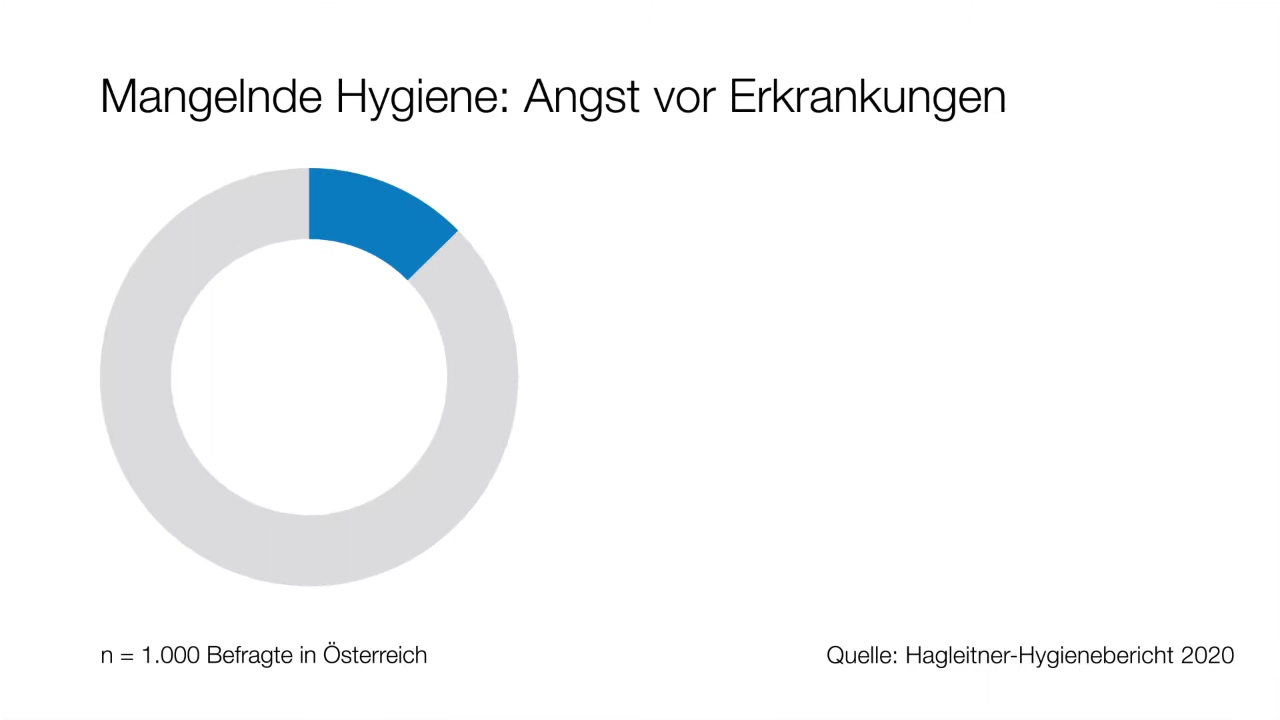 Mangelnde Hygiene: Angst vor Erkrankungen
n = 1.000 Befragte in Österreich
Quelle: Hagleitner-Hygienebericht 2020